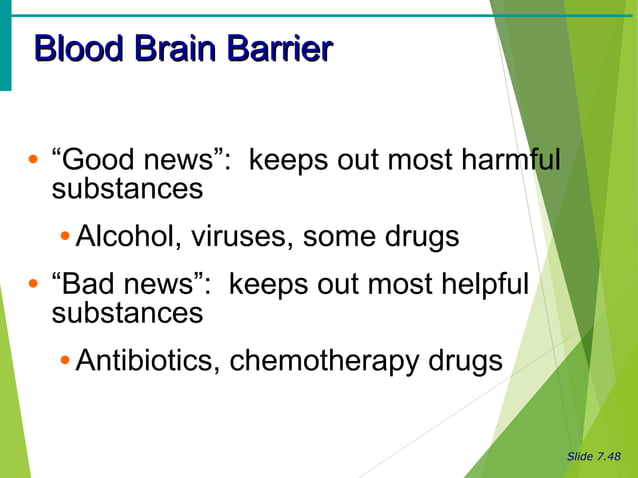 Blood Brain Barrier
• “Good news”:  keeps out most harmful
substances
• Alcohol, viruses, some drugs
• “Bad news”:  keeps out most helpful
substances
• Antibiotics, chemotherapy drugs
Slide 7.48